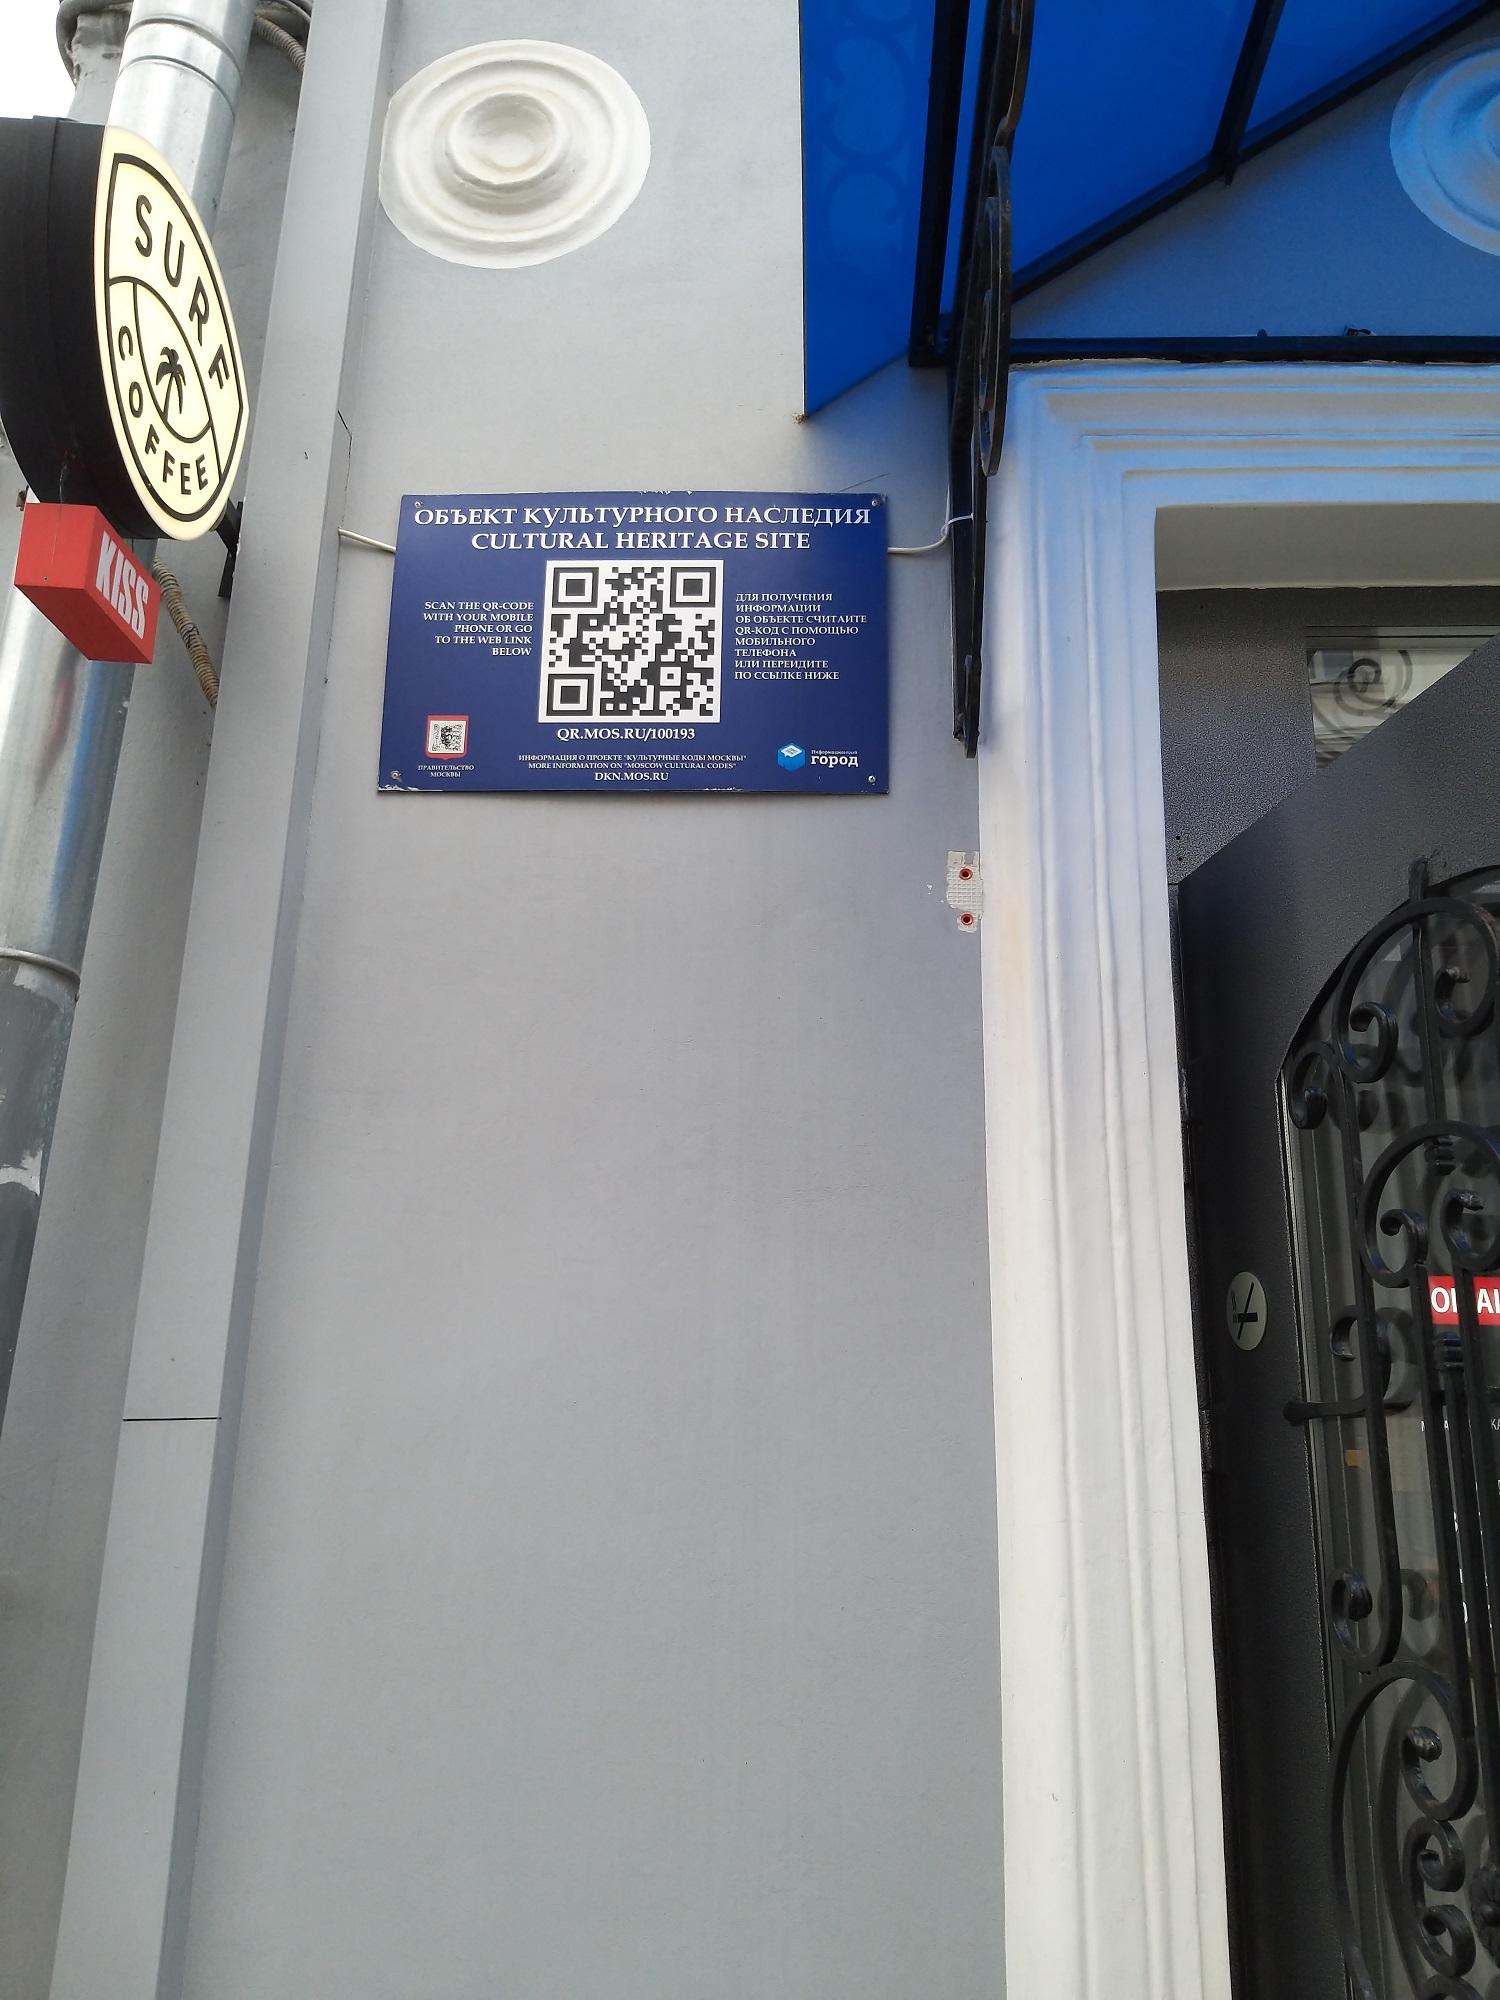 SURF
COFFEE
KISS
ОБЪЕКТ КУЛЬТУРНОГО НАСЛЕДИЯ
CULTURAL HERITAGE SITE
SCAN THE QR-CODE
WITH YOUR MOBILE
PHONE OR GO
TO THE WEB LINK
BELOW
ДЛЯ ПОЛУЧЕНИЯ
ИНФОРМАЦИИ
ОБ ОБЪЕКТЕ СЧИТАЙТЕ
QR-КОД С ПОМОЩЬЮ
МОБИЛЬНОГО
ТЕЛЕФОНА
ИЛИ ПЕРЕЙДИТЕ
ПО ССЫЛКЕ НИЖЕ
QR.MOS.RU/100193
ПРАВИТЕЛЬСТВО
МОСКВЫ
ИНФОРМАЦИЯ О ПРОЕКТЕ "КУЛЬТУРНЫЕ КОДЫ МОСКВЫ"
MORE INFORMATION ON "MOSCOW CULTURAL CODES"
DKN.MOS.RU
Информационный
город